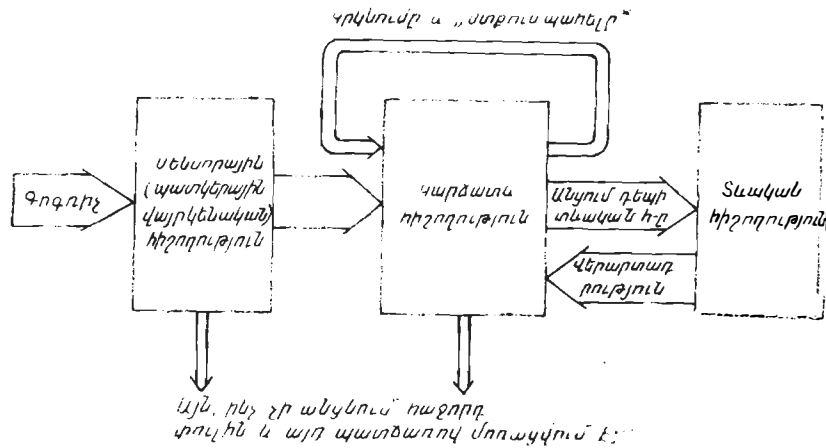 Կրկնումը և „մտքում պահելը“
Գրգռիչ
Սենսորային
(պատկերային
վայրկենական)
հիշողություն
Կարճատև
հիշողություն
Անցում դեպի
տևական հ-ը
Վերարտադ
րություն
Տևական
հիշողություն
Այն, ինչ չի անցնում հաջորդ
փուլին և այդ պատճառով մոռացվում է: